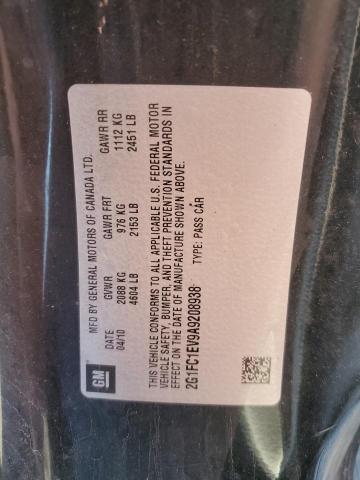 GM
MFD BY GENERAL MOTORS OF CANADA LTD.
DATE GVWR GAWR FRT GAWR RR
04/10 2088 KG 976 KG 1112 KG
4604 LB 2153 LB 2451 LB
THIS VEHICLE CONFORMS TO ALL APPLICABLE U.S. FEDERAL MOTOR
VEHICLE SAFETY, BUMPER, AND THEFT PREVENTION STANDARDS IN
EFFECT ON THE DATE OF MANUFACTURE SHOWN ABOVE.
2G1FC1EV9A9208938
TYPE: PASS CAR